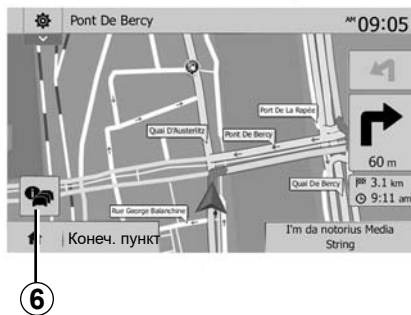 Pont De Bercy
AM 09:05
Port De La Rapée
Quai D'Austerlitz
Pont De Bercy
60 m
Quai De Bercy
3.1 km
9:11 am
Rue George Balanchine
Конеч. пункт
I'm da notorius Media
String
6